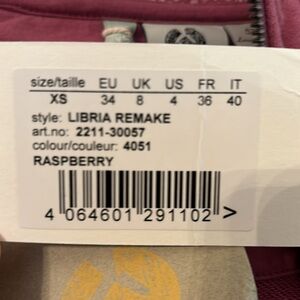 size/taille EU UK US FR IT
XS 34 8 4 36 40
style: LIBRIA REMAKE
art.no: 2211-30057
colour/couleur: 4051
RASPBERRY
4 064601 291102 >